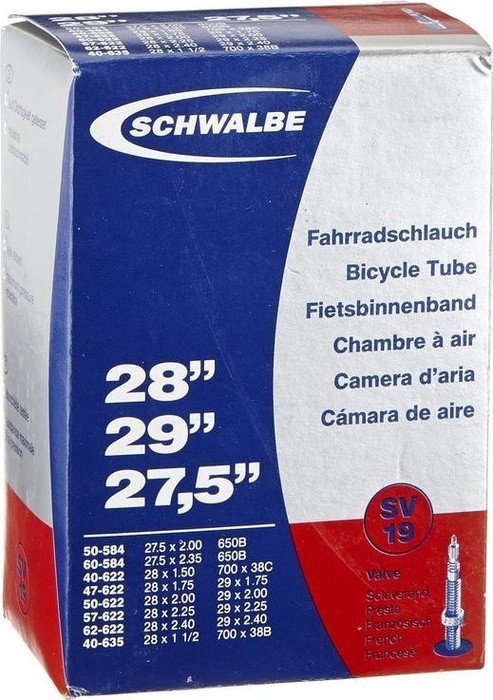 SCHWALBE
Fahrradschlauch
Bicycle Tube
Fietsbinnenband
Chambre à air
Camera d'aria
Cámara de aire
28”
29”
27,5”
50-584 27.5 x 2.00 650B
60-584 27.5 x 2.35 650B
40-622 28 x 1.50 700 x 38C
47-622 28 x 1.75 29 x 1.75
50-622 28 x 2.00 29 x 2.00
57-622 28 x 2.25 29 x 2.25
62-622 28 x 2.40 29 x 2.40
40-635 28 x 1 1/2 700 x 38B
SV
19
Valve
Sclaverand
Presta
Französisch
French
Francese